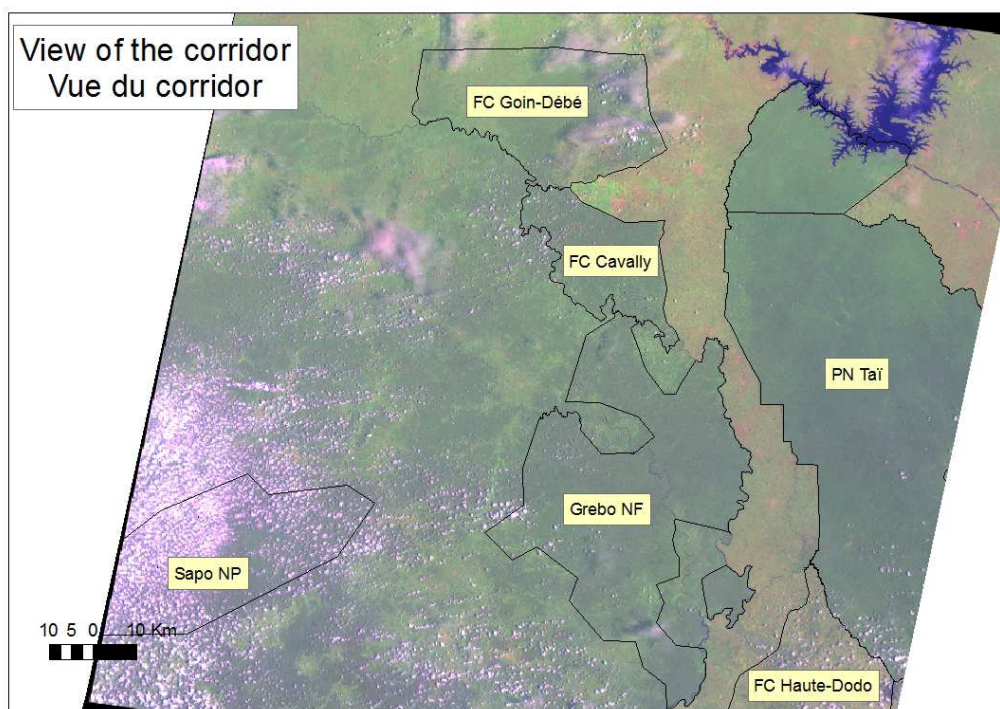 View of the corridor
Vue du corridor
FC Goin-Débé
FC Cavally
PN Taï
Grebo NF
Sapo NP
10 5 0 10 Km
FC Haute-Dodo